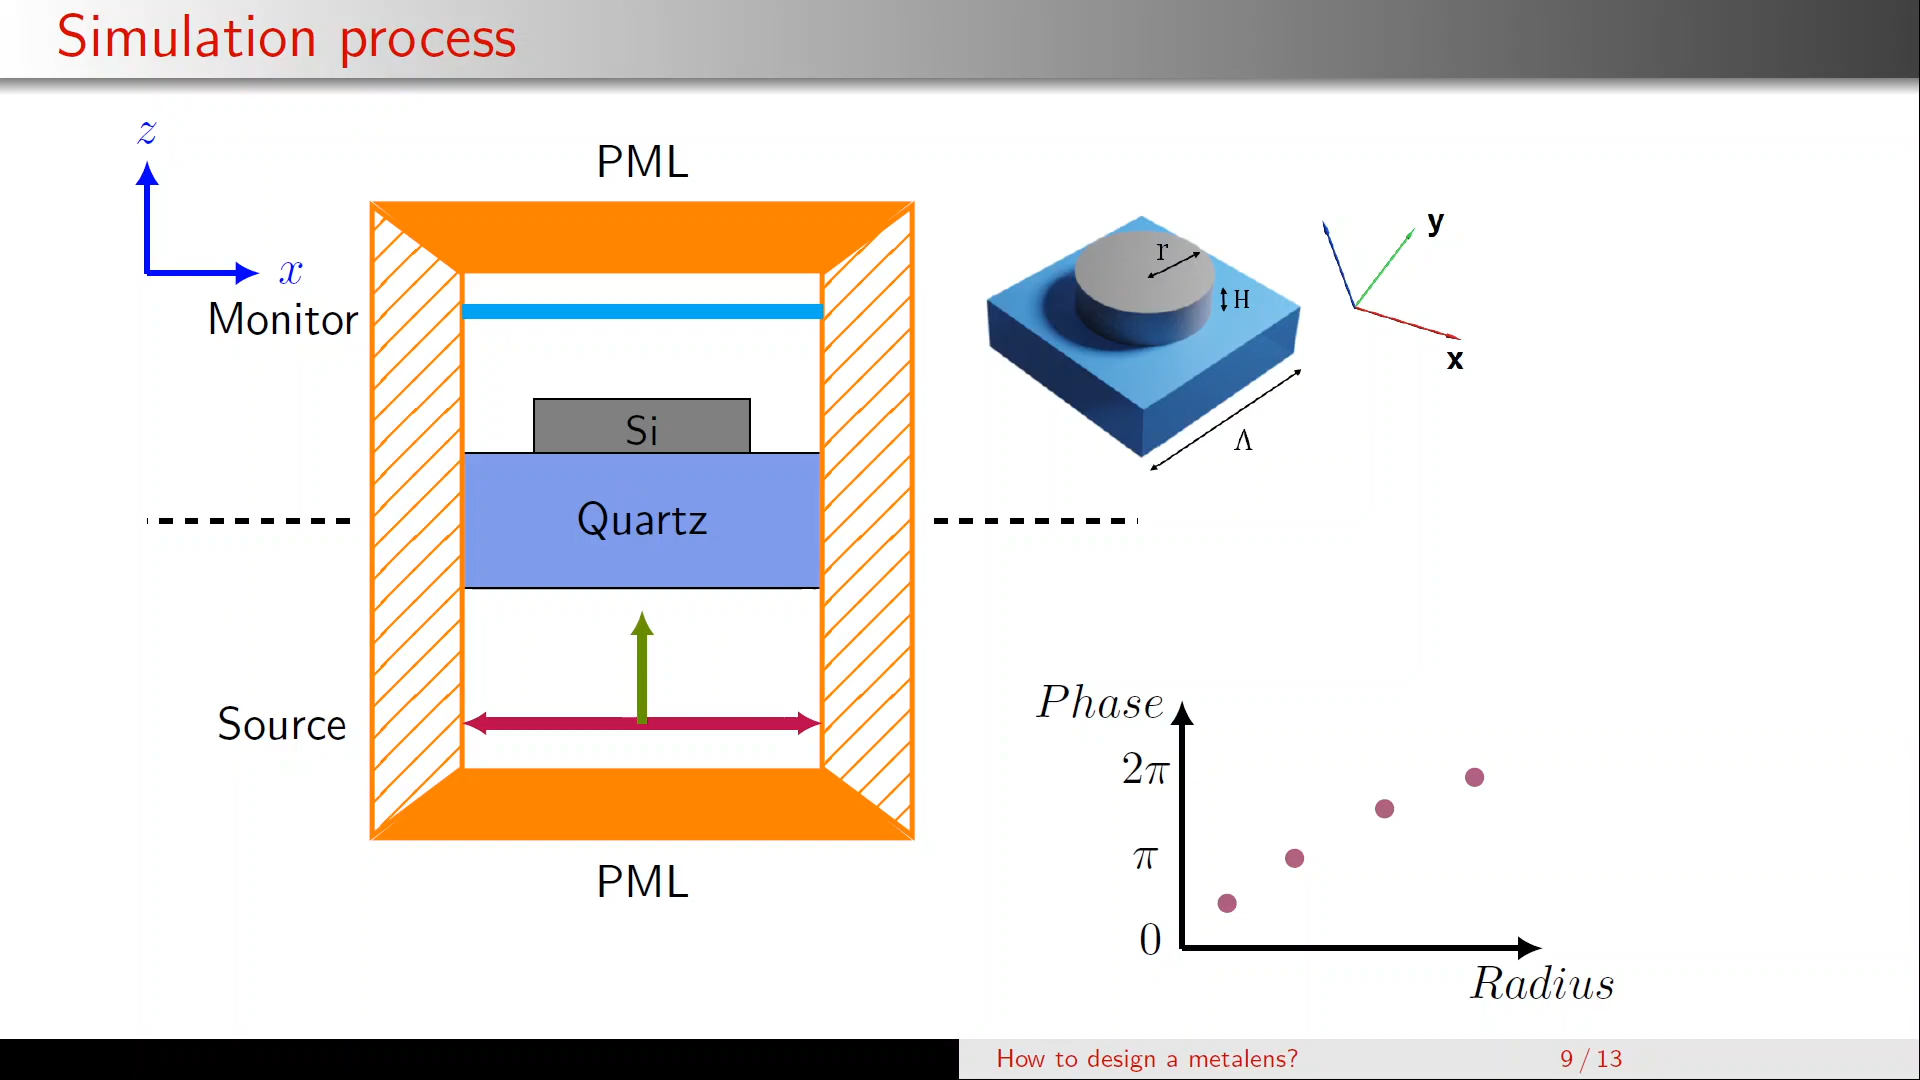 Simulation process
z
x
PML
Monitor
Si
Quartz
Source
PML
r
H
Λ
y
x
Phase
2π
π
0
Radius
How to design a metalens?
9 / 13